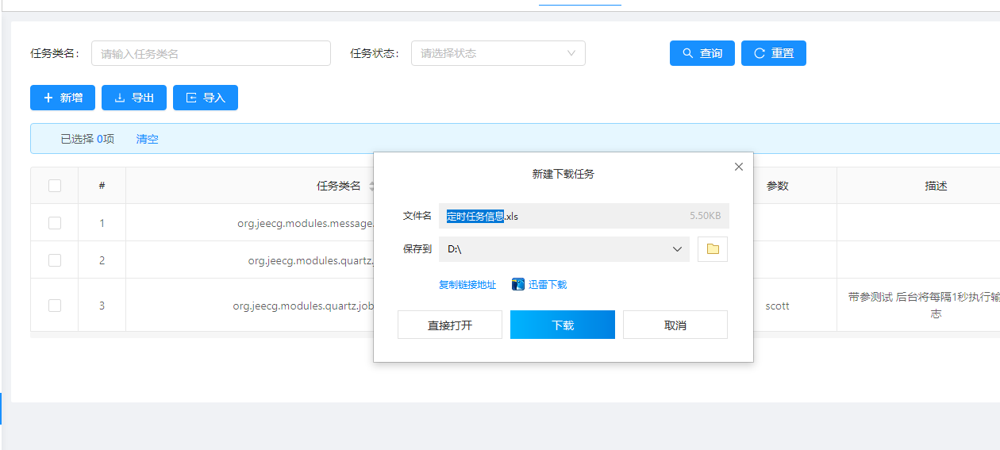 任务类名： 请输入任务类名 任务状态： 请选择状态 查询 重置
新增 导出 导入
已选择 0项 清空
新建下载任务
# 任务类名 参数 描述
文件名 定时任务信息.xls 5.50KB
1 org.jeecg.modules.message.
保存到 D:\
2 org.jeecg.modules.quartz.
复制链接地址 迅雷下载
带参测试 后台将每隔1秒执行输
3 org.jeecg.modules.quartz.job scott
志
直接打开 下载 取消